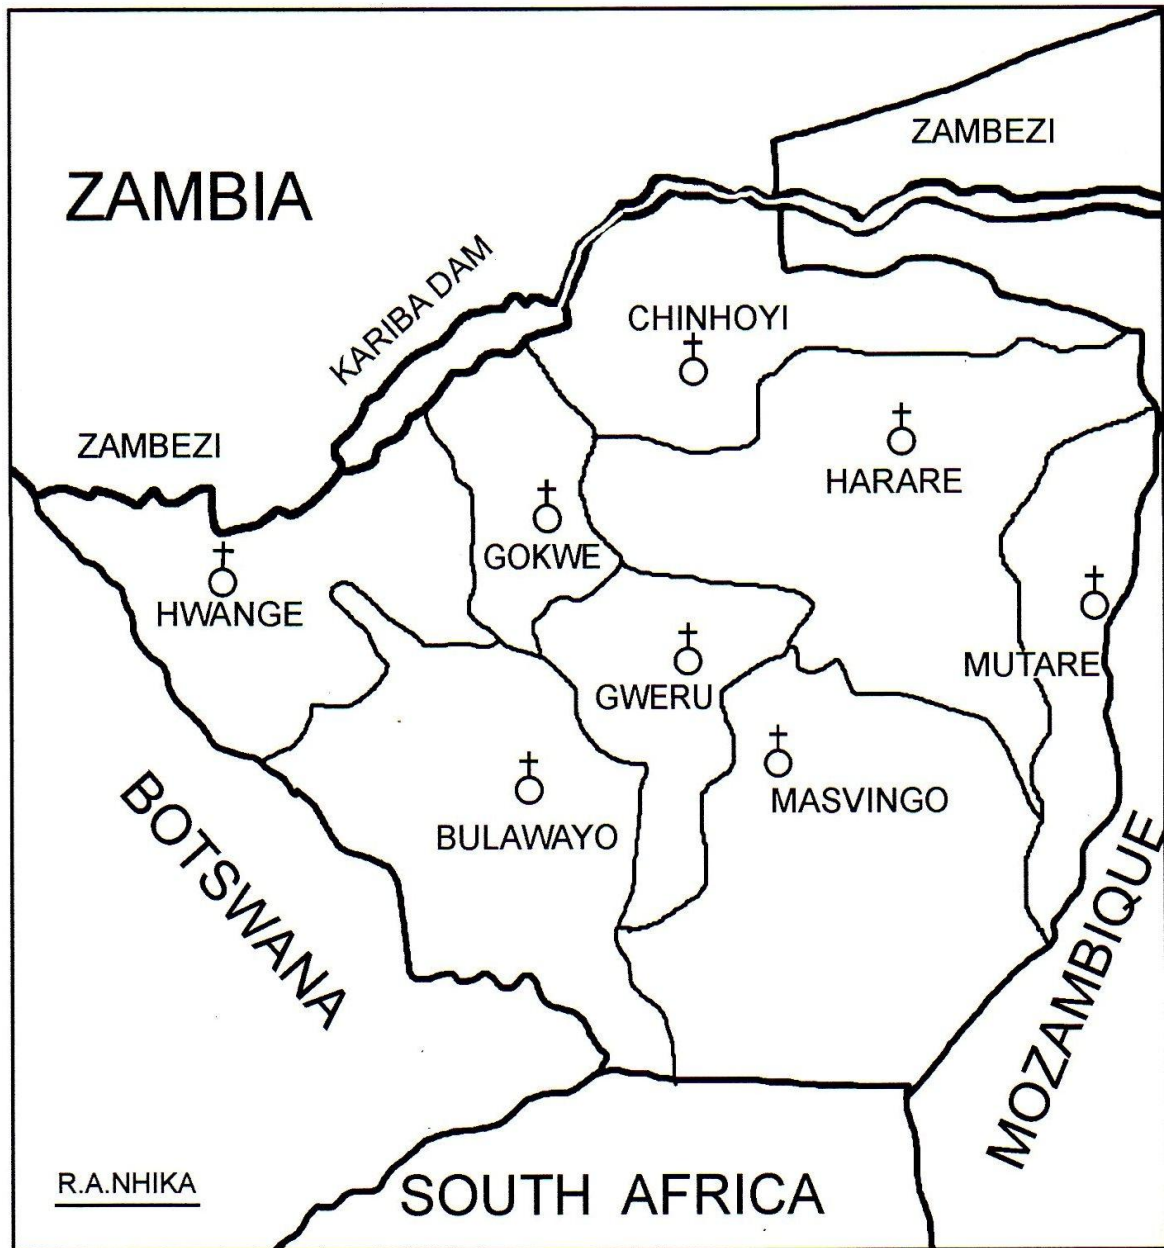 ZAMBEZI
ZAMBIA
KARIBA DAM
CHINHOYI
ZAMBEZI
HARARE
GOKWE
HWANGE
MUTARE
GWERU
MASVINGO
BULAWAYO
BOTSWANA
MOZAMBIQUE
R.A.NHIKA
SOUTH AFRICA